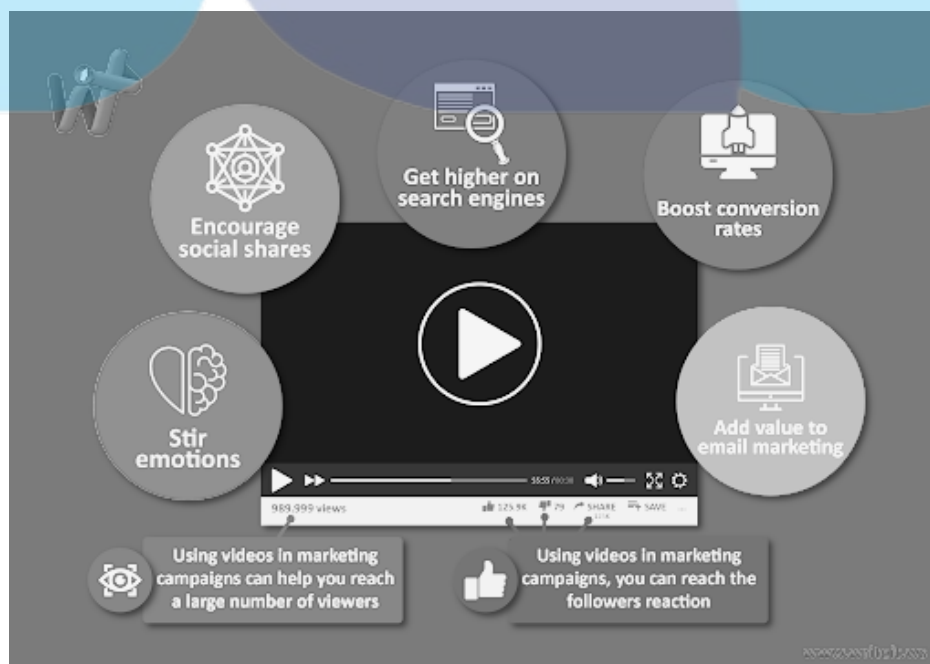 Get higher on
search engines
Boost conversion
rates
Encourage
social shares
Stir
emotions
Add value to
email marketing
989,999 views
125.9K
79
SHARE
SAVE
...
Using videos in marketing
campaigns can help you reach
a large number of viewers
Using videos in marketing
campaigns, you can reach the
followers reaction